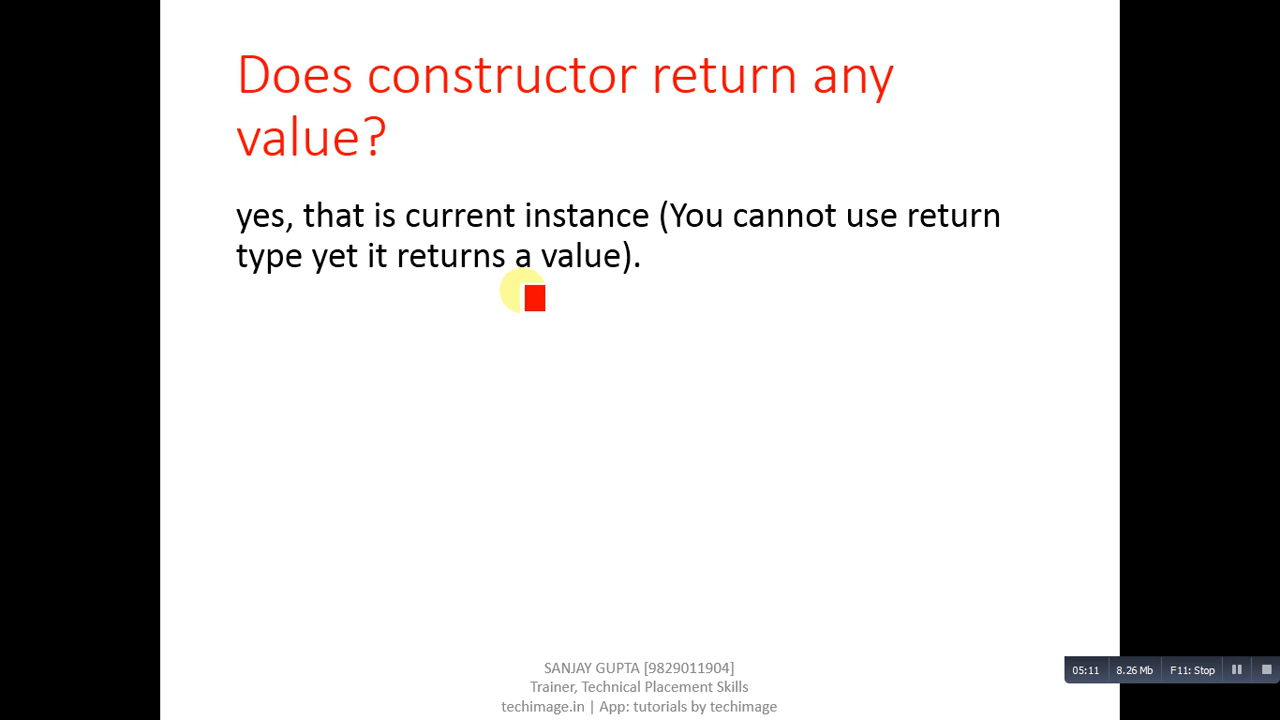 Does constructor return any
value?
yes, that is current instance (You cannot use return
type yet it returns a value).
SANJAY GUPTA [9829011904]
Trainer, Technical Placement Skills
techimage.in | App: tutorials by techimage
05:11 8.26 Mb F11: Stop